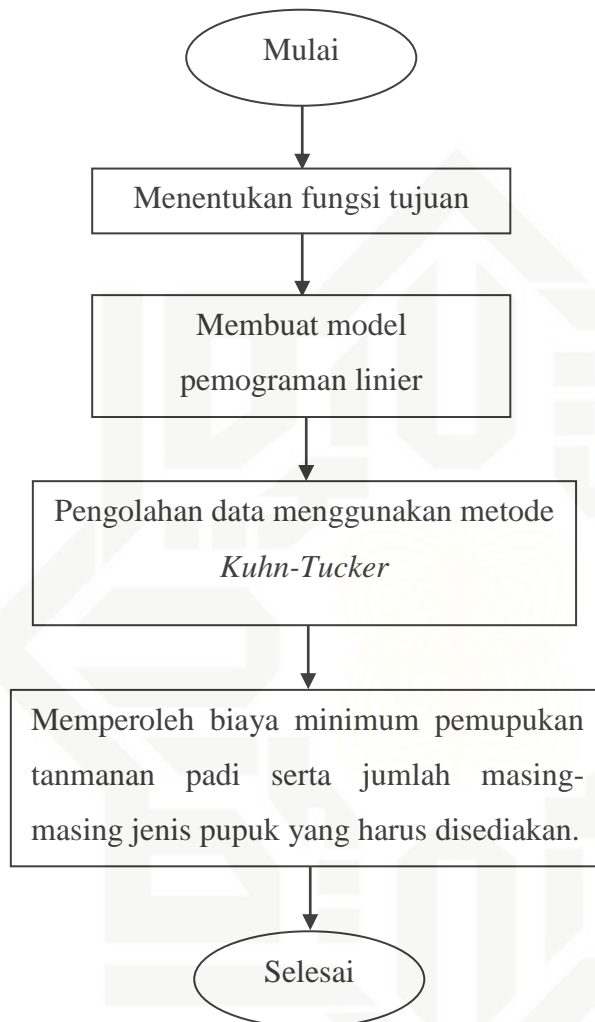 Mulai
Menentukan fungsi tujuan
Membuat model
pemograman linier
Pengolahan data menggunakan metode
Kuhn-Tucker
Memperoleh biaya minimum pemupukan
tanmanan padi serta jumlah masing-
masing jenis pupuk yang harus disediakan.
Selesai